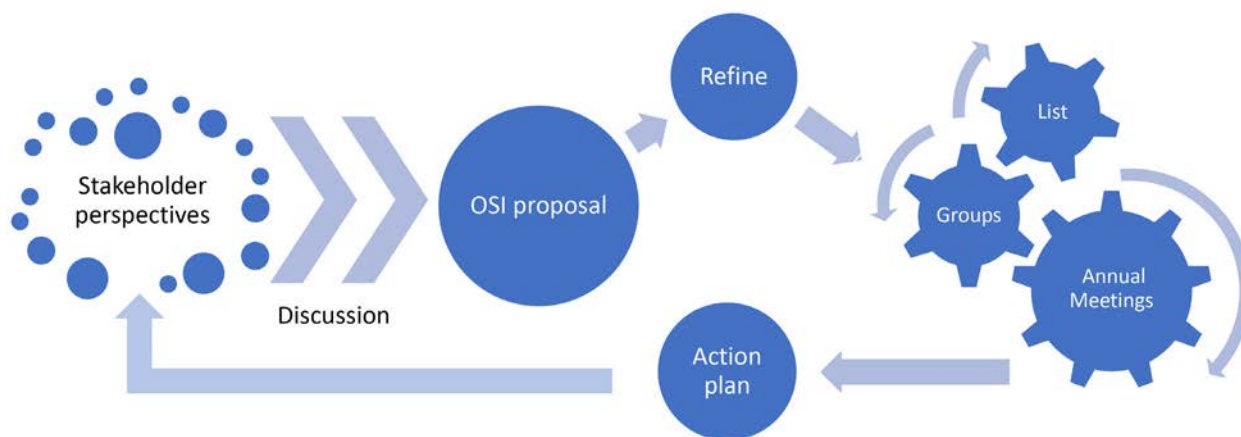 Stakeholder
perspectives
Discussion
OSI proposal
Refine
List
Groups
Annual
Meetings
Action
plan